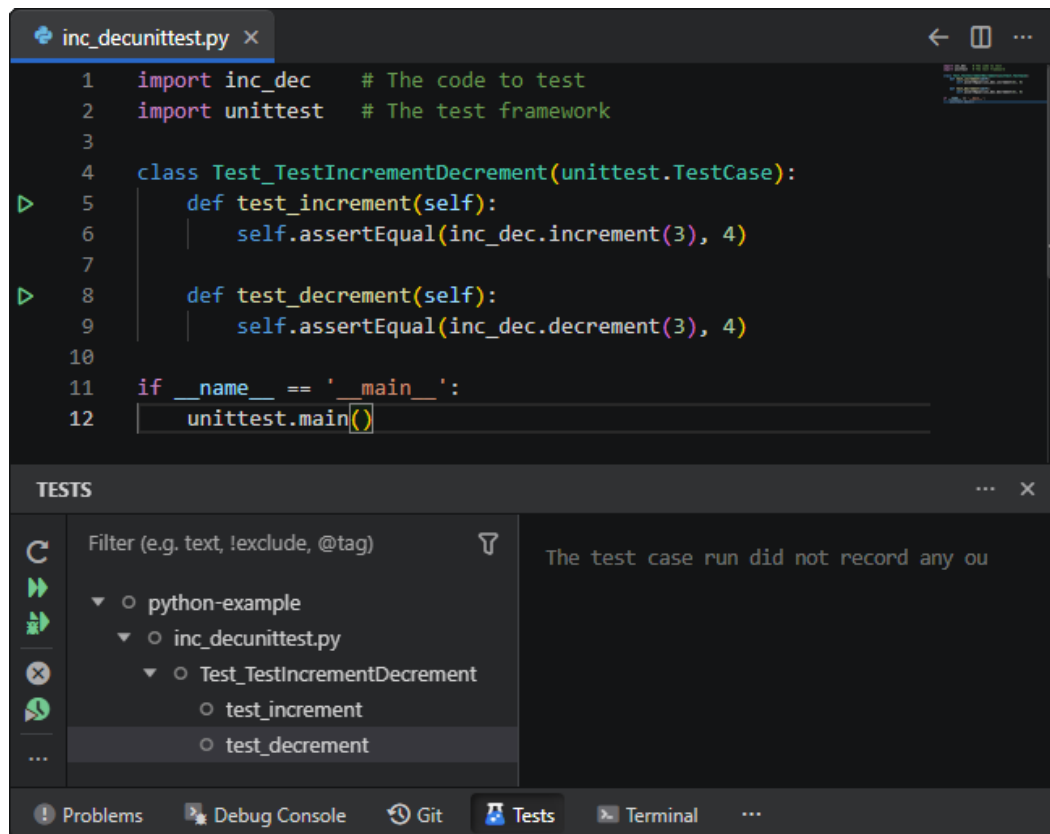 inc_decunittest.py
1 import inc_dec    # The code to test
2 import unittest   # The test framework
3
4 class Test_TestIncrementDecrement(unittest.TestCase):
5     def test_increment(self):
6         self.assertEqual(inc_dec.increment(3), 4)
7
8     def test_decrement(self):
9         self.assertEqual(inc_dec.decrement(3), 4)
10
11 if __name__ == '__main__':
12     unittest.main()
TESTS
Filter (e.g. text, !exclude, @tag)
The test case run did not record any ou
python-example
inc_decunittest.py
Test_TestIncrementDecrement
test_increment
test_decrement
Problems Debug Console Git Tests Terminal